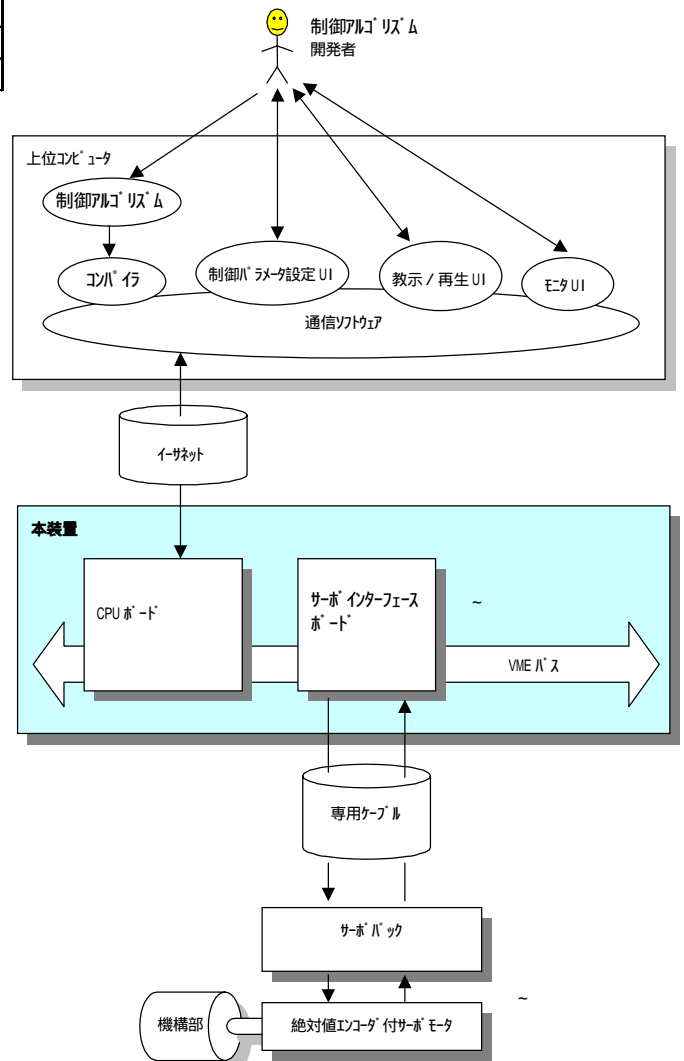 制御ｱﾙｺﾞﾘｽﾞﾑ
開発者
上位ｺﾝﾋﾟｭｰﾀ
制御ｱﾙｺﾞﾘｽﾞﾑ
ｺﾝﾊﾟｲﾗ
制御ﾊﾟﾗﾒｰﾀ設定 UI
教示 / 再生 UI
ﾓﾆﾀ UI
通信ｿﾌﾄｳｪｱ
ｲｰｻﾈｯﾄ
本装置
CPU ﾎﾞｰﾄﾞ
ｻｰﾎﾞｲﾝﾀｰﾌｪｰｽ
ﾎﾞｰﾄﾞ
~
VME ﾊﾞｽ
専用ｹｰﾌﾞﾙ
ｻｰﾎﾞﾊﾟｯｸ
~
機構部
絶対値ｴﾝｺｰﾀﾞ付ｻｰﾎﾞﾓｰﾀ